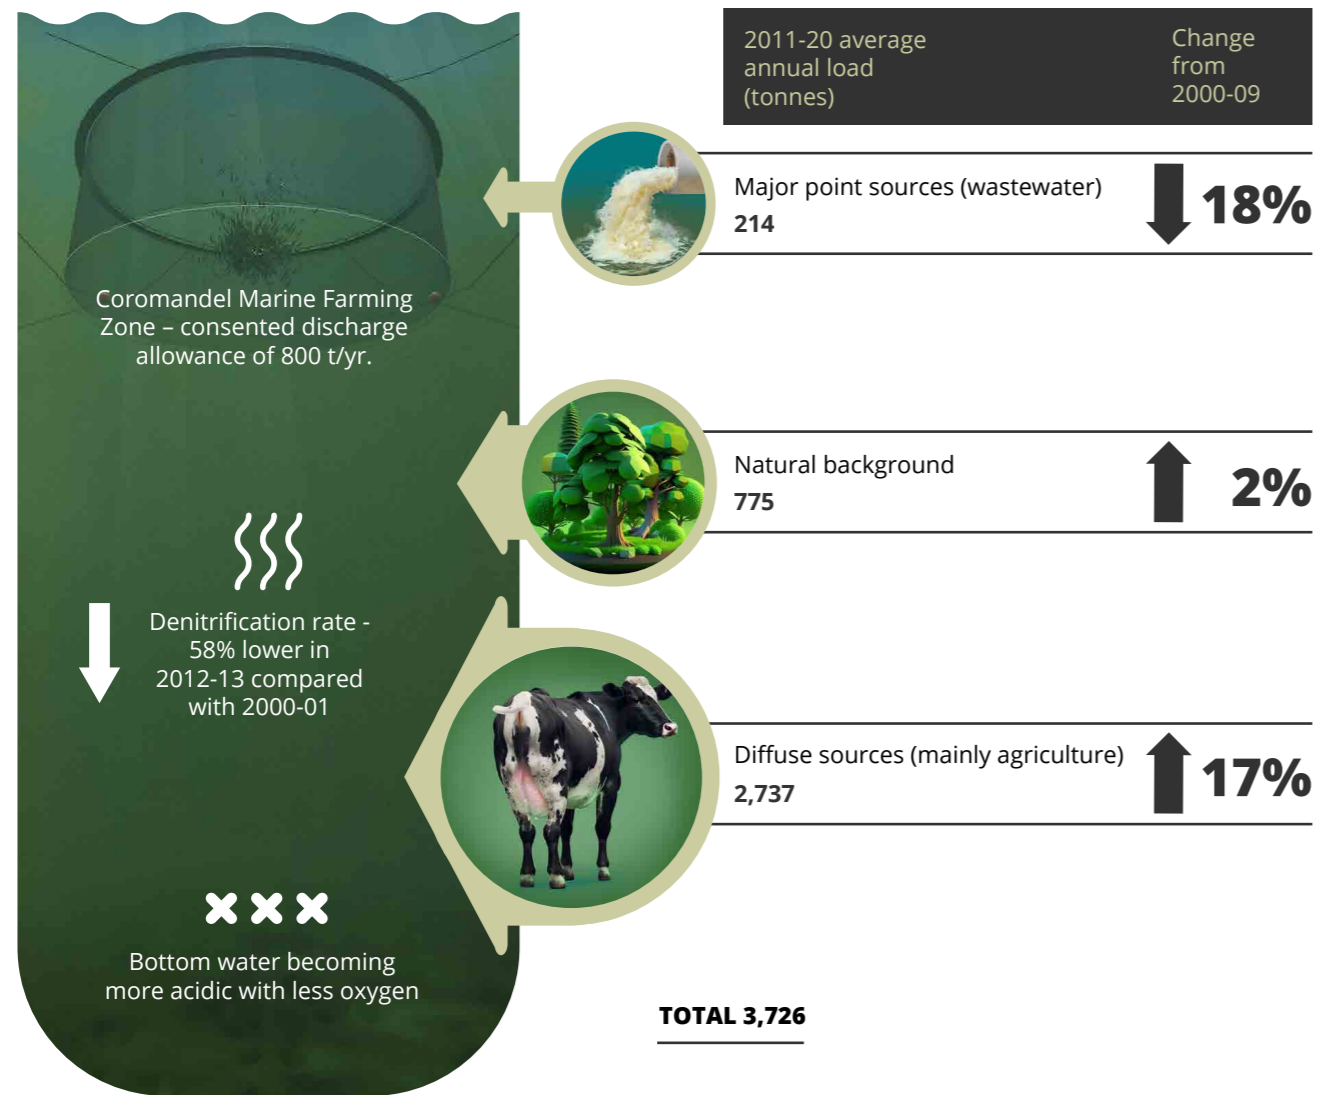 2011-20 average
annual load
(tonnes)
Change
from
2000-09
Major point sources (wastewater)
214
18%
Coromandel Marine Farming
Zone – consented discharge
allowance of 800 t/yr.
Natural background
775
2%
Denitrification rate -
58% lower in
2012-13 compared
with 2000-01
Diffuse sources (mainly agriculture)
2,737
17%
Bottom water becoming
more acidic with less oxygen
TOTAL 3,726